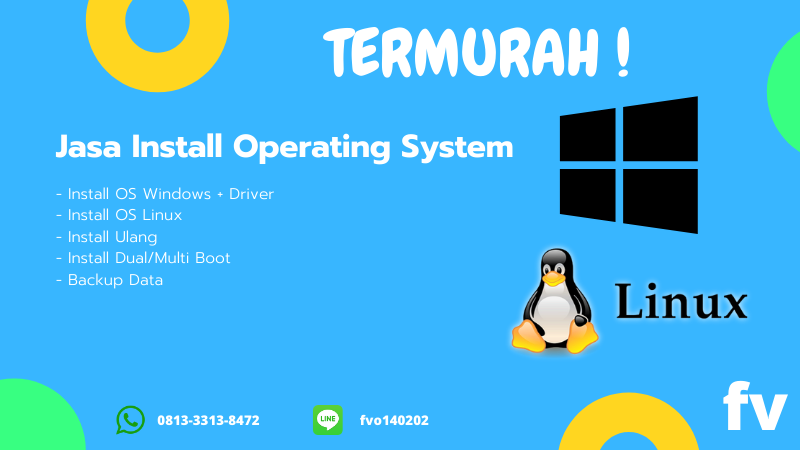 TERMURAH !
Jasa Install Operating System
- Install OS Windows + Driver
- Install OS Linux
- Install Ulang
- Install Dual/Multi Boot
- Backup Data
Linux
0813-3313-8472
LINE
fvo140202
fv